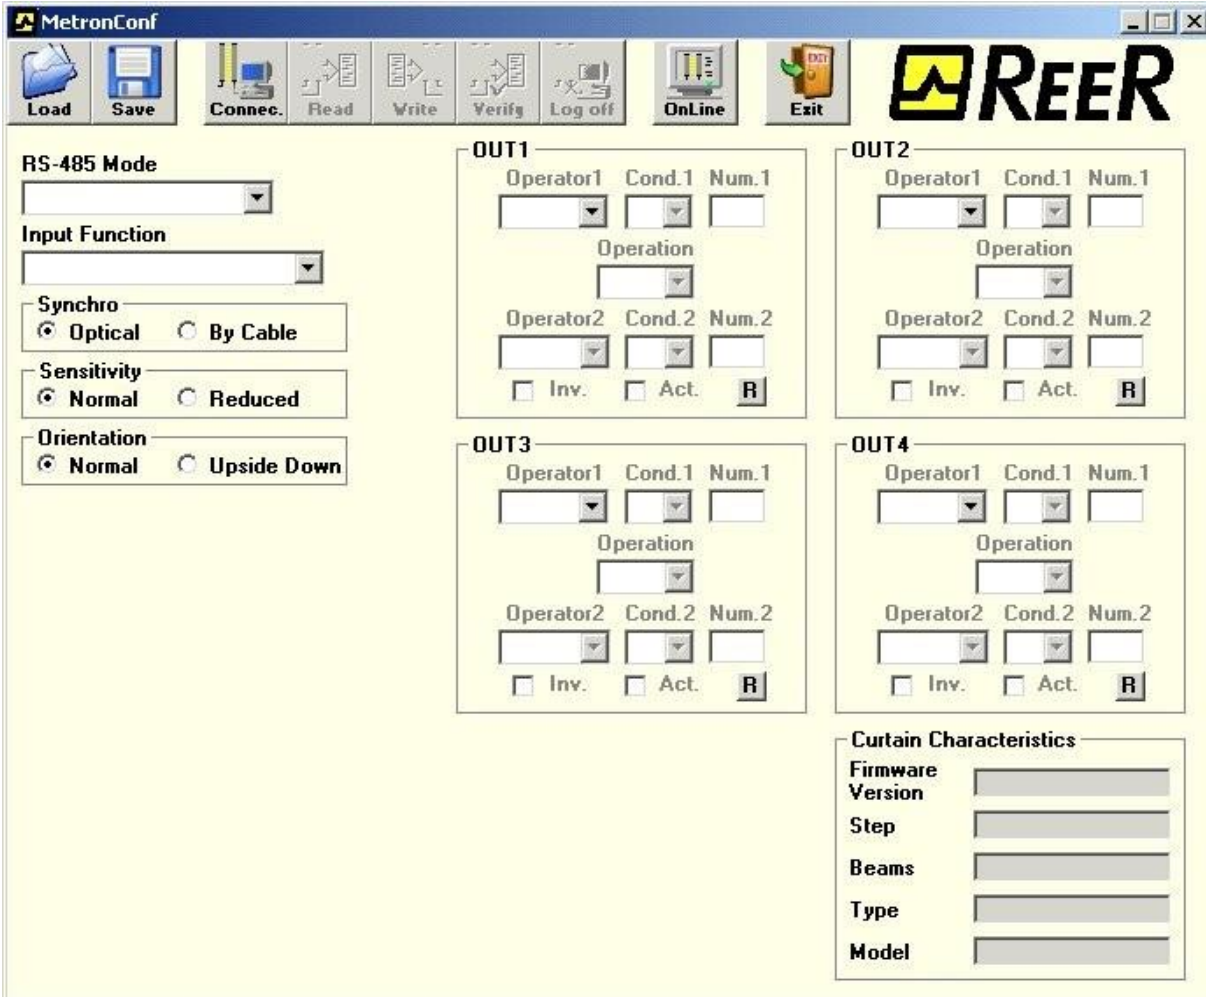 MetronConf
Load Save Connec. Read Write Verify Log off OnLine Exit
EXIT
REER
RS-485 Mode
Input Function
Synchro
Optical By Cable
Sensitivity
Normal Reduced
Orientation
Normal Upside Down
OUT1
Operator1 Cond.1 Num.1
Operation
Operator2 Cond.2 Num.2
Inv. Act. R
OUT2
Operator1 Cond.1 Num.1
Operation
Operator2 Cond.2 Num.2
Inv. Act. R
OUT3
Operator1 Cond.1 Num.1
Operation
Operator2 Cond.2 Num.2
Inv. Act. R
OUT4
Operator1 Cond.1 Num.1
Operation
Operator2 Cond.2 Num.2
Inv. Act. R
Curtain Characteristics
Firmware
Version
Step
Beams
Type
Model